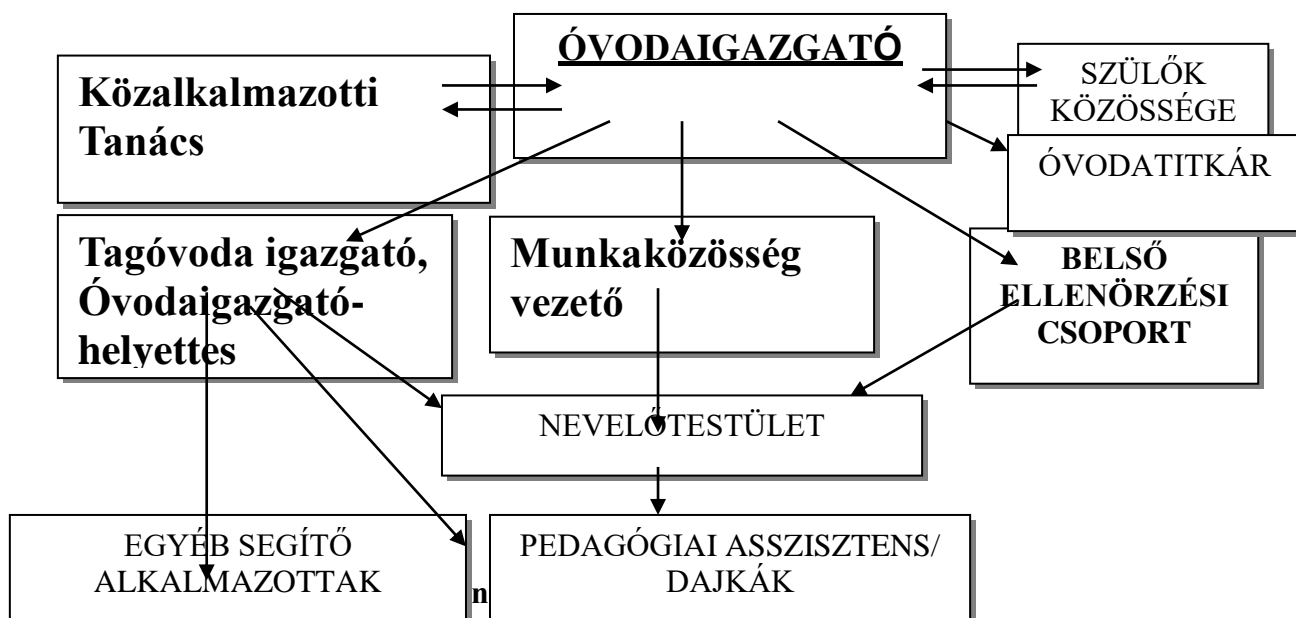 ÓVODAIGAZGATÓ
Közalkalmazotti
Tanács
SZÜLŐK
KÖZÖSSÉGE
ÓVODATITKÁR
Tagóvoda igazgató,
Óvodaigazgató-
helyettes
Munkaközösség
vezető
BELSŐ
ELLENÖRZÉSI
CSOPORT
NEVELŐTESTÜLET
EGYÉB SEGÍTŐ
ALKALMAZOTTAK
n
PEDAGÓGIAI ASSZISZTENS/
DAJKÁK